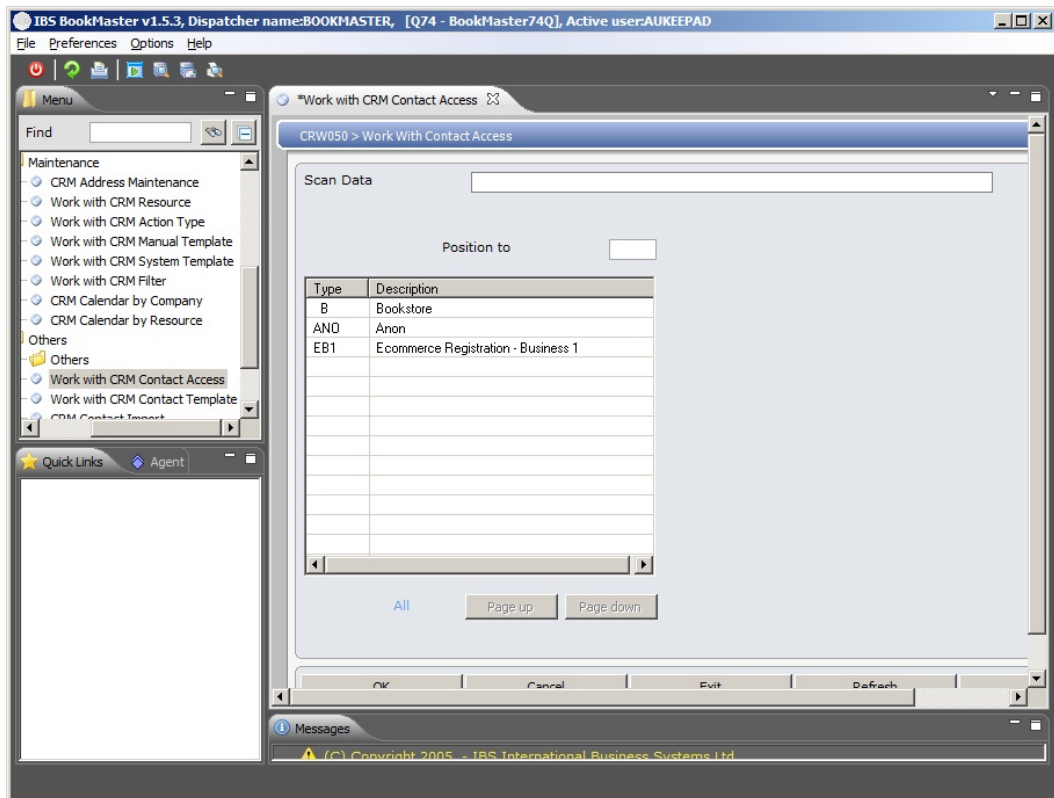 IBS BookMaster v1.5.3, Dispatcher name:BOOKMASTER, [Q74 - BookMaster74Q], Active user:AUKEEPAD
File Preferences Options Help
Menu
Find
Maintenance
CRM Address Maintenance
Work with CRM Resource
Work with CRM Action Type
Work with CRM Manual Template
Work with CRM System Template
Work with CRM Filter
CRM Calendar by Company
CRM Calendar by Resource
Others
Others
Work with CRM Contact Access
Work with CRM Contact Template
CRM Contact Import
Quick Links Agent
*Work with CRM Contact Access
CRW050 > Work With Contact Access
Scan Data
Position to
Type Description
B Bookstore
ANO Anon
EB1 Ecommerce Registration - Business 1
All Page up Page down
OK Cancel Exit Refresh
Messages
(C) Copyright 2005 - IBS International Business Systems Ltd